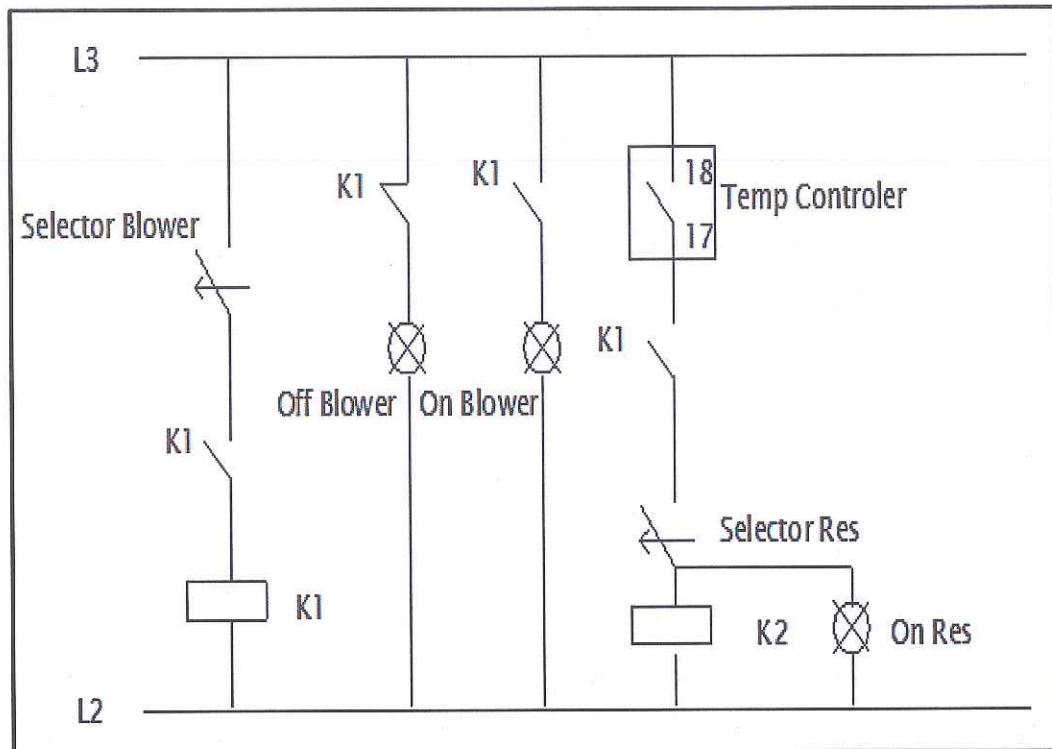 L3
K1
K1
18
Temp Controler
17
Selector Blower
K1
Off Blower
On Blower
K1
Selector Res
K1
K2
On Res
L2